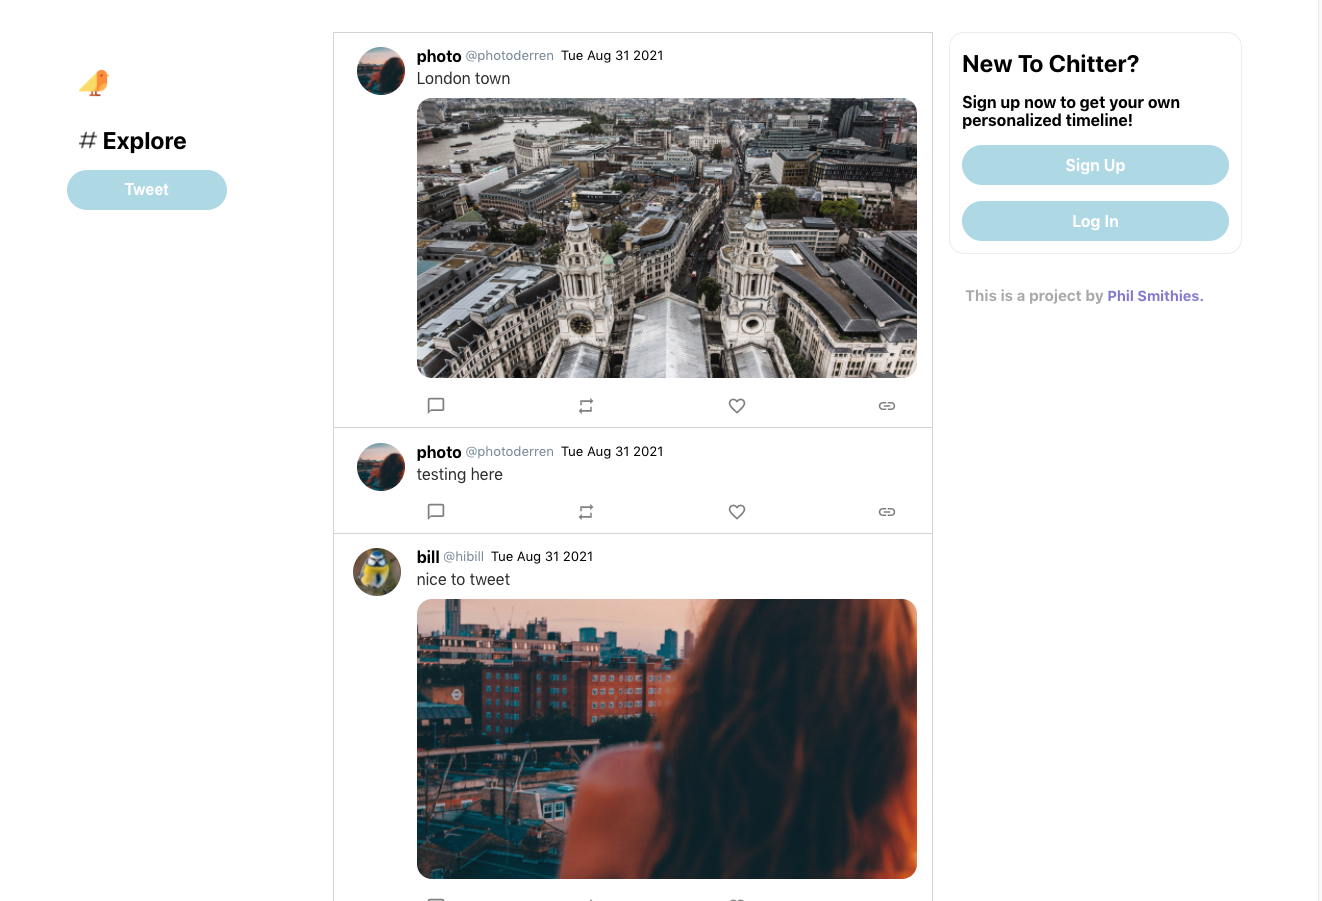 # Explore
Tweet
photo @photoderren Tue Aug 31 2021
London town
photo @photoderren Tue Aug 31 2021
testing here
bill @hibill Tue Aug 31 2021
nice to tweet
New To Chitter?
Sign up now to get your own
personalized timeline!
Sign Up
Log In
This is a project by Phil Smithies.